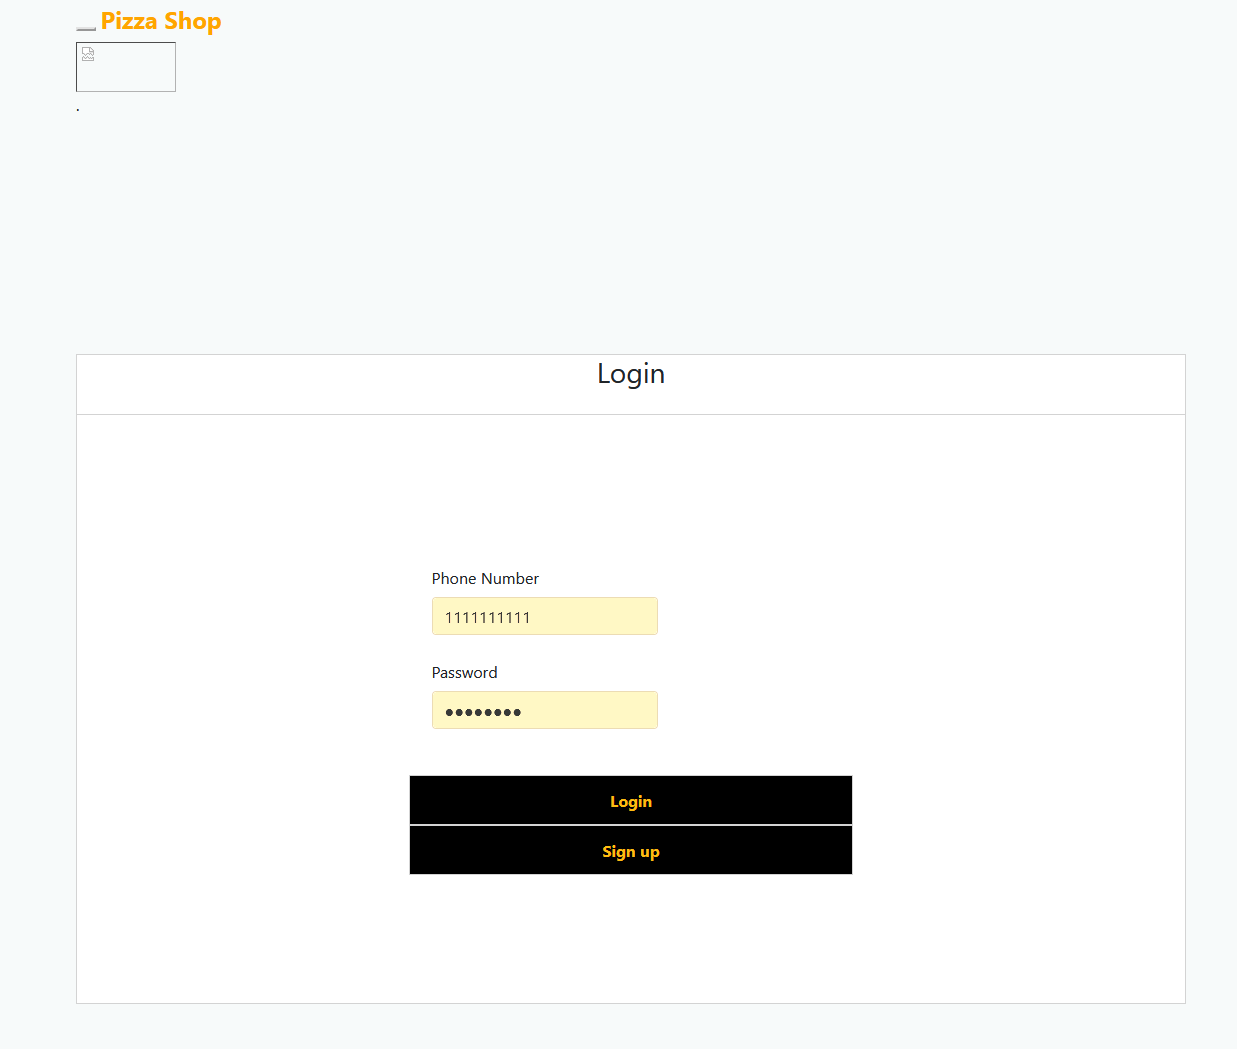 Pizza Shop
.
Login
Phone Number
1111111111
Password
●●●●●●●●
Login
Sign up